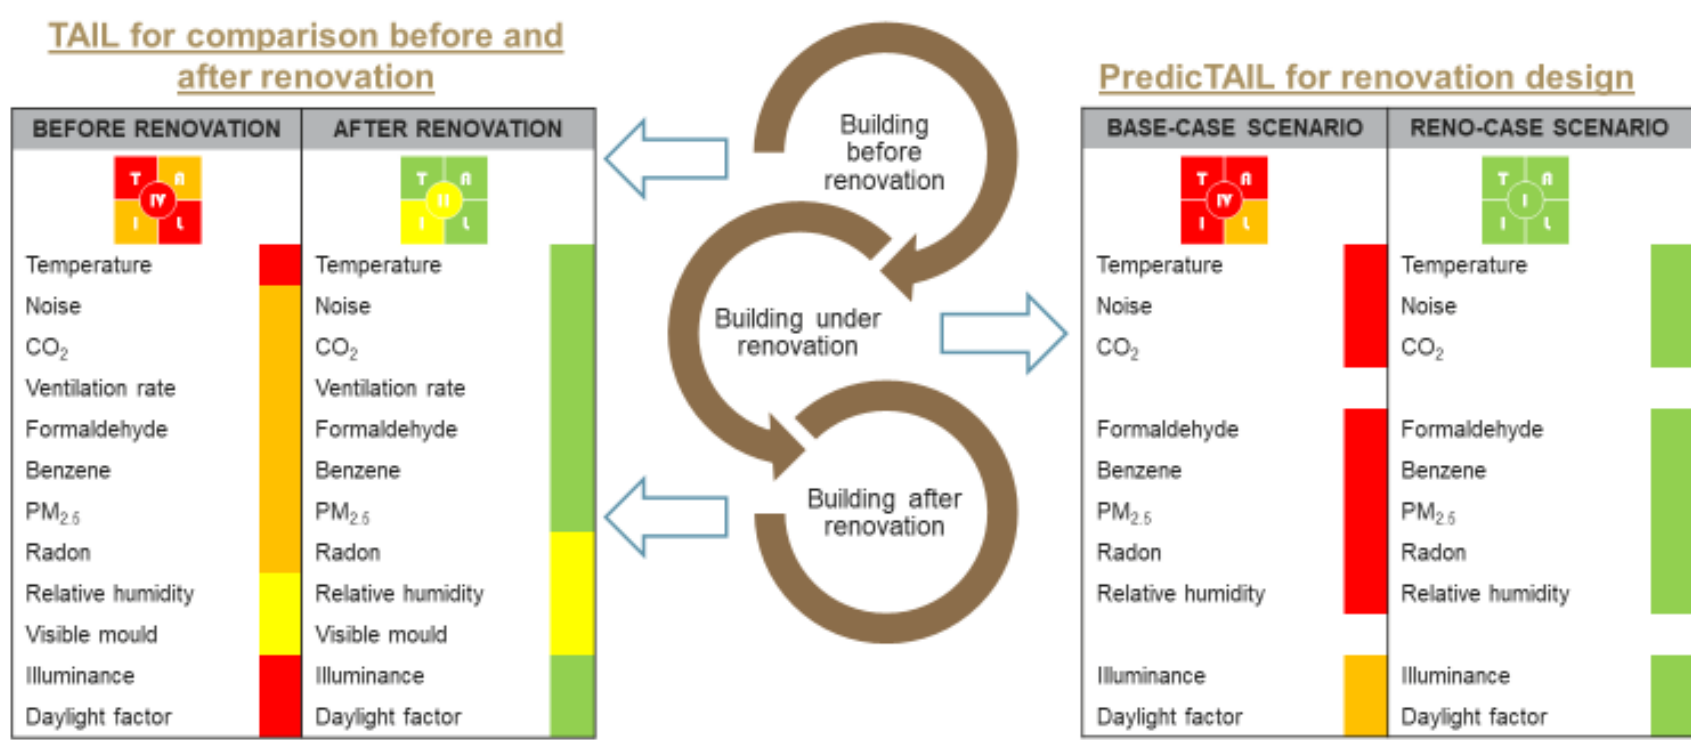 TAIL for comparison before and
after renovation
BEFORE RENOVATION
AFTER RENOVATION
T A
IV
I L
T A
II
I L
Temperature
Temperature
Noise
Noise
CO2
CO2
Ventilation rate
Ventilation rate
Formaldehyde
Formaldehyde
Benzene
Benzene
PM2.5
PM2.5
Radon
Radon
Relative humidity
Relative humidity
Visible mould
Visible mould
Illuminance
Illuminance
Daylight factor
Daylight factor
Building
before
renovation
Building under
renovation
Building after
renovation
PredicTAIL for renovation design
BASE-CASE SCENARIO
RENO-CASE SCENARIO
T A
IV
I L
T A
I
I L
Temperature
Temperature
Noise
Noise
CO2
CO2
Formaldehyde
Formaldehyde
Benzene
Benzene
PM2.5
PM2.5
Radon
Radon
Relative humidity
Relative humidity
Illuminance
Illuminance
Daylight factor
Daylight factor